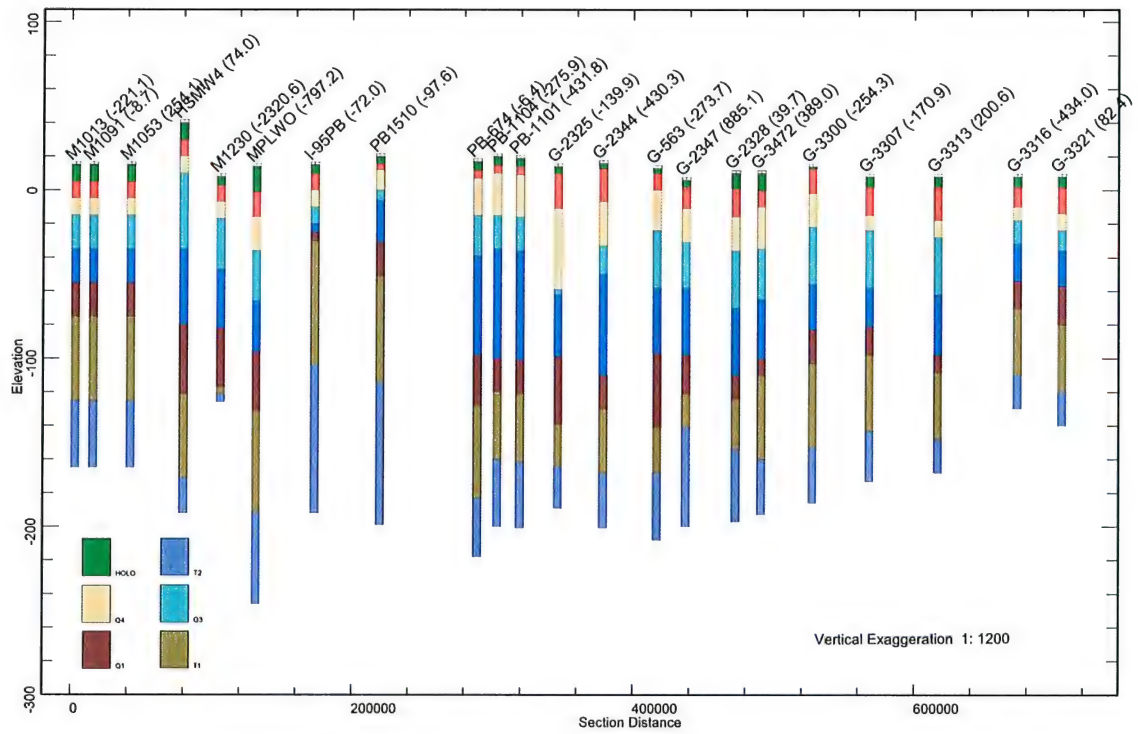 100
0
-100
-2000
-300
Elevation
M1013 (-221.1)
M1091 (-8.7)
M1053 (254.1)
HSMW4 (74.0)
M1230 (-2320.6)
MPLWO (-797.2)
I-95PB (-72.0)
PB1510 (-97.6)
PB-674 (-6.4)
PB-1104 (-275.9)
PB-1101 (-431.8)
G-2325 (-139.9)
G-2344 (-430.3)
G-563 (-273.7)
G-2347 (885.1)
G-2328 (39.7)
G-3472 (389.0)
G-3300 (-254.3)
G-3307 (-170.9)
G-3313 (200.6)
G-3316 (-434.0)
G-3321 (82.4)
HOLO
T2
Q4
Q3
Q1
T1
Vertical Exaggeration 1: 1200
0
200000
400000
600000
Section Distance